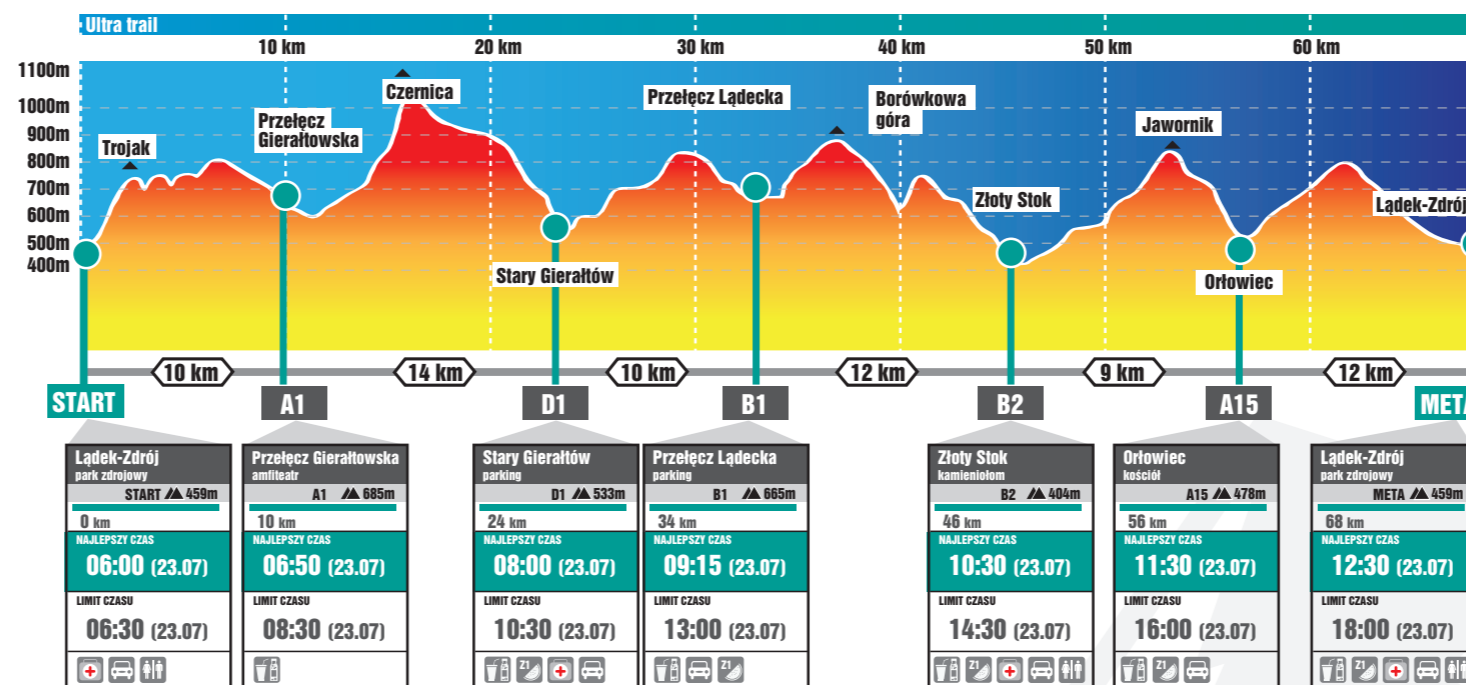 Ultra trail
10 km
20 km
30 km
40 km
50 km
60 km
1100m
1000m
900m
800m
700m
600m
500m
400m
Trojak
Przełęcz
Gierałtowska
Czernica
Stary Gierałtów
Przełęcz Lądecka
Borówkowa
góra
Złoty Stok
Jawornik
Orłowiec
Lądek-Zdrój
10 km
14 km
10 km
12 km
9 km
12 km
START
A1
D1
B1
B2
A15
META
Lądek-Zdrój
park zdrojowy
START 459m
0 km
NAJLEPSZY CZAS
06:00 (23.07)
LIMIT CZASU
06:30 (23.07)
Przełęcz Gierałtowska
amfiteatr
A1 685m
10 km
NAJLEPSZY CZAS
06:50 (23.07)
LIMIT CZASU
08:30 (23.07)
Stary Gierałtów
parking
D1 533m
24 km
NAJLEPSZY CZAS
08:00 (23.07)
LIMIT CZASU
10:30 (23.07)
Z1
Przełęcz Lądecka
parking
B1 665m
34 km
NAJLEPSZY CZAS
09:15 (23.07)
LIMIT CZASU
13:00 (23.07)
Z1
Złoty Stok
kamieniołom
B2 404m
46 km
NAJLEPSZY CZAS
10:30 (23.07)
LIMIT CZASU
14:30 (23.07)
Z1
Orłowiec
kościół
A15 478m
56 km
NAJLEPSZY CZAS
11:30 (23.07)
LIMIT CZASU
16:00 (23.07)
Z1
Lądek-Zdrój
park zdrojowy
META 459m
68 km
NAJLEPSZY CZAS
12:30 (23.07)
LIMIT CZASU
18:00 (23.07)
Z1